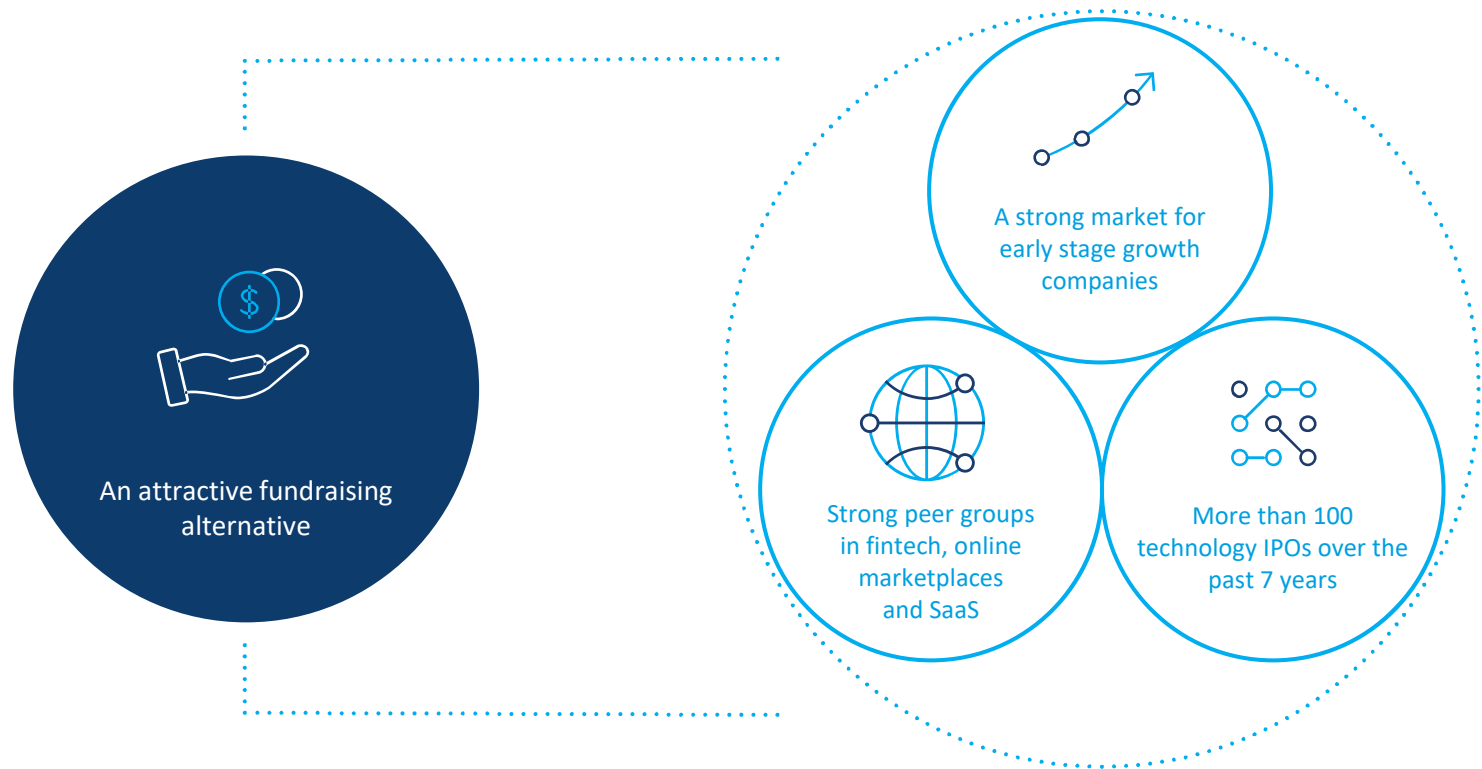 An attractive fundraising
alternative
A strong market for
early stage growth
companies
Strong peer groups
in fintech, online
marketplaces
and SaaS
More than 100
technology IPOs over the
past 7 years